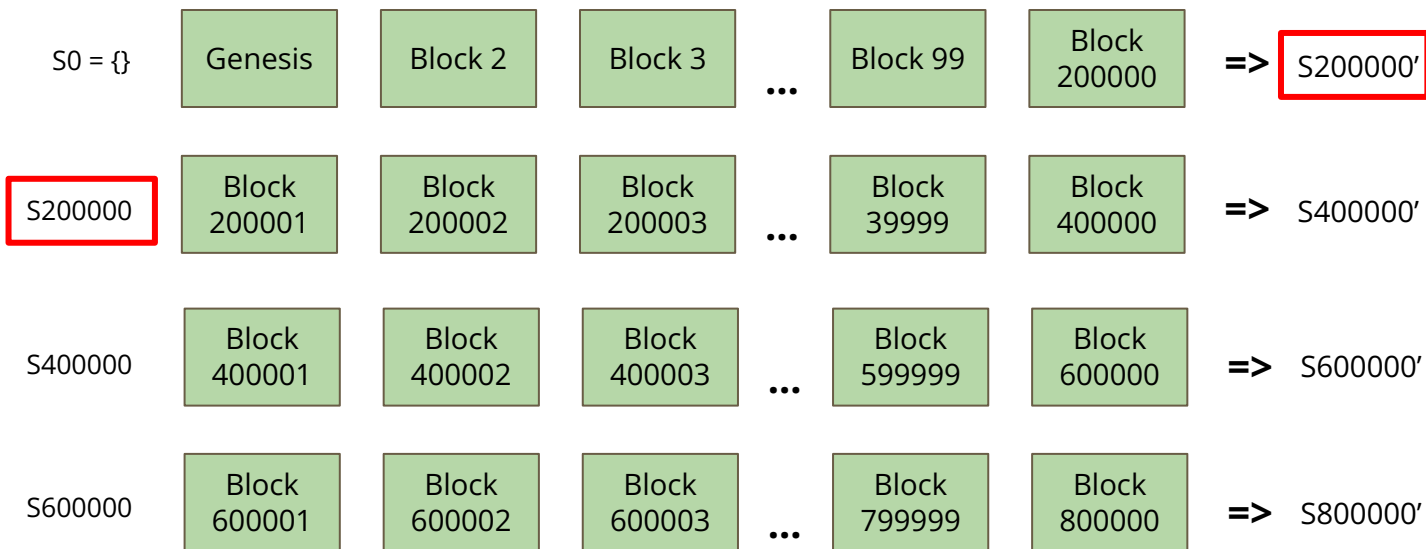 S0 = {} Genesis Block 2 Block 3 ... Block 99 Block 200000 => S200000’
S200000 Block 200001 Block 200002 Block 200003 ... Block 39999 Block 400000 => S400000’
S400000 Block 400001 Block 400002 Block 400003 ... Block 599999 Block 600000 => S600000’
S600000 Block 600001 Block 600002 Block 600003 ... Block 799999 Block 800000 => S800000’